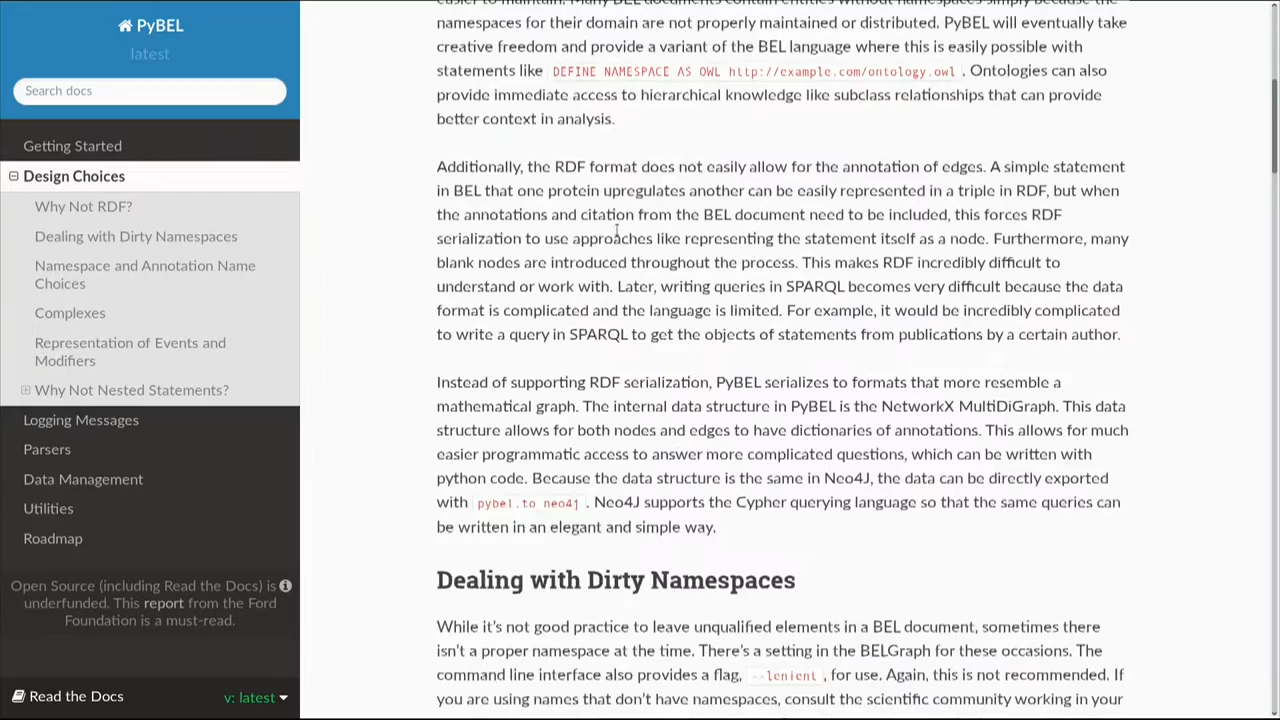 PyBEL
latest
Search docs
Getting Started
Design Choices
Why Not RDF?
Dealing with Dirty Namespaces
Namespace and Annotation Name
Choices
Complexes
Representation of Events and
Modifiers
Why Not Nested Statements?
Logging Messages
Parsers
Data Management
Utilities
Roadmap
Open Source (including Read the Docs) is
underfunded. This report from the Ford
Foundation is a must-read.
Read the Docs
v: latest
easier to maintain. Many BEL documents contain entities without namespaces simply because the
namespaces for their domain are not properly maintained or distributed. PyBEL will eventually take
creative freedom and provide a variant of the BEL language where this is easily possible with
statements like DEFINE NAMESPACE AS OWL http://example.com/ontology.owl . Ontologies can also
provide immediate access to hierarchical knowledge like subclass relationships that can provide
better context in analysis.
Additionally, the RDF format does not easily allow for the annotation of edges. A simple statement
in BEL that one protein upregulates another can be easily represented in a triple in RDF, but when
the annotations and citation from the BEL document need to be included, this forces RDF
serialization to use approaches like representing the statement itself as a node. Furthermore, many
blank nodes are introduced throughout the process. This makes RDF incredibly difficult to
understand or work with. Later, writing queries in SPARQL becomes very difficult because the data
format is complicated and the language is limited. For example, it would be incredibly complicated
to write a query in SPARQL to get the objects of statements from publications by a certain author.
Instead of supporting RDF serialization, PyBEL serializes to formats that more resemble a
mathematical graph. The internal data structure in PyBEL is the NetworkX MultiDiGraph. This data
structure allows for both nodes and edges to have dictionaries of annotations. This allows for much
easier programmatic access to answer more complicated questions, which can be written with
python code. Because the data structure is the same in Neo4J, the data can be directly exported
with pybel.to_neo4j . Neo4J supports the Cypher querying language so that the same queries can
be written in an elegant and simple way.
Dealing with Dirty Namespaces
While it's not good practice to leave unqualified elements in a BEL document, sometimes there
isn't a proper namespace at the time. There's a setting in the BELGraph for these occasions. The
command line interface also provides a flag, --lenient , for use. Again, this is not recommended. If
you are using names that don't have namespaces, consult the scientific community working in your